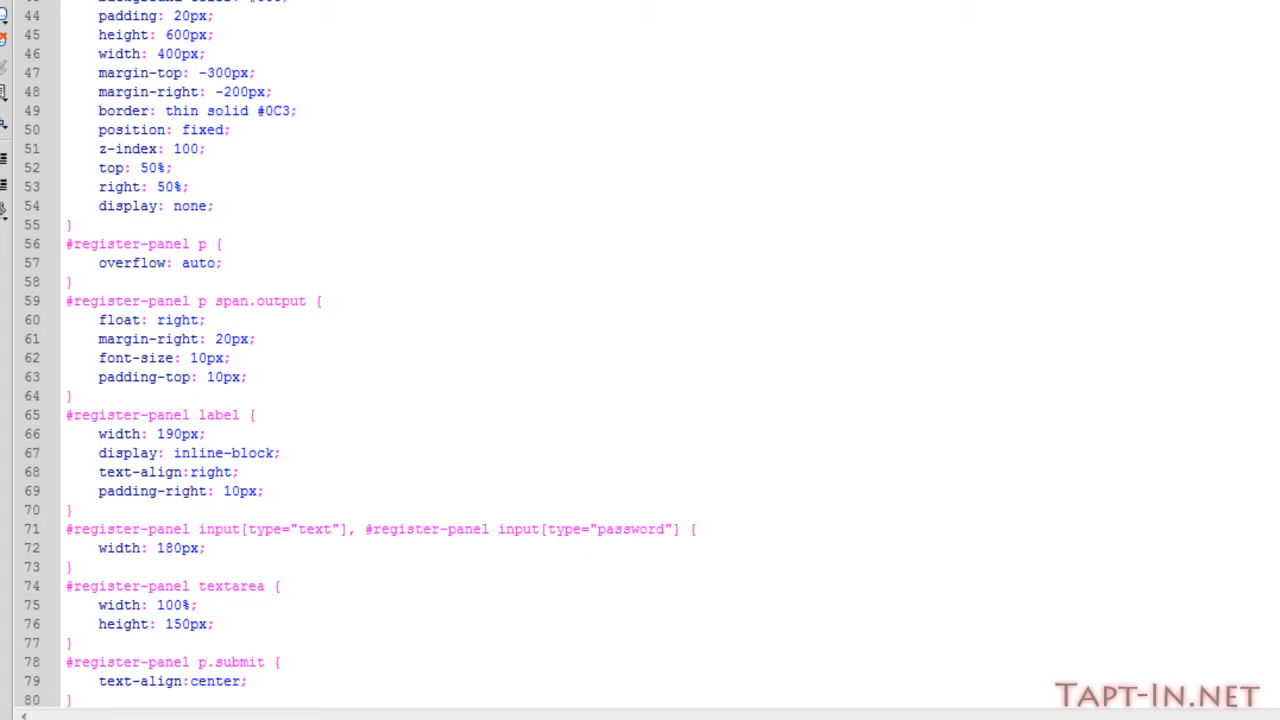 44 padding: 20px;
45 height: 600px;
46 width: 400px;
47 margin-top: -300px;
48 margin-right: -200px;
49 border: thin solid #0C3;
50 position: fixed;
51 z-index: 100;
52 top: 50%;
53 right: 50%;
54 display: none;
55 }
56 #register-panel p {
57 overflow: auto;
58 }
59 #register-panel p span.output {
60 float: right;
61 margin-right: 20px;
62 font-size: 10px;
63 padding-top: 10px;
64 }
65 #register-panel label {
66 width: 190px;
67 display: inline-block;
68 text-align:right;
69 padding-right: 10px;
70 }
71 #register-panel input[type="text"], #register-panel input[type="password"] {
72 width: 180px;
73 }
74 #register-panel textarea {
75 width: 100%;
76 height: 150px;
77 }
78 #register-panel p.submit {
79 text-align:center;
80 }
TAPT-IN.NET